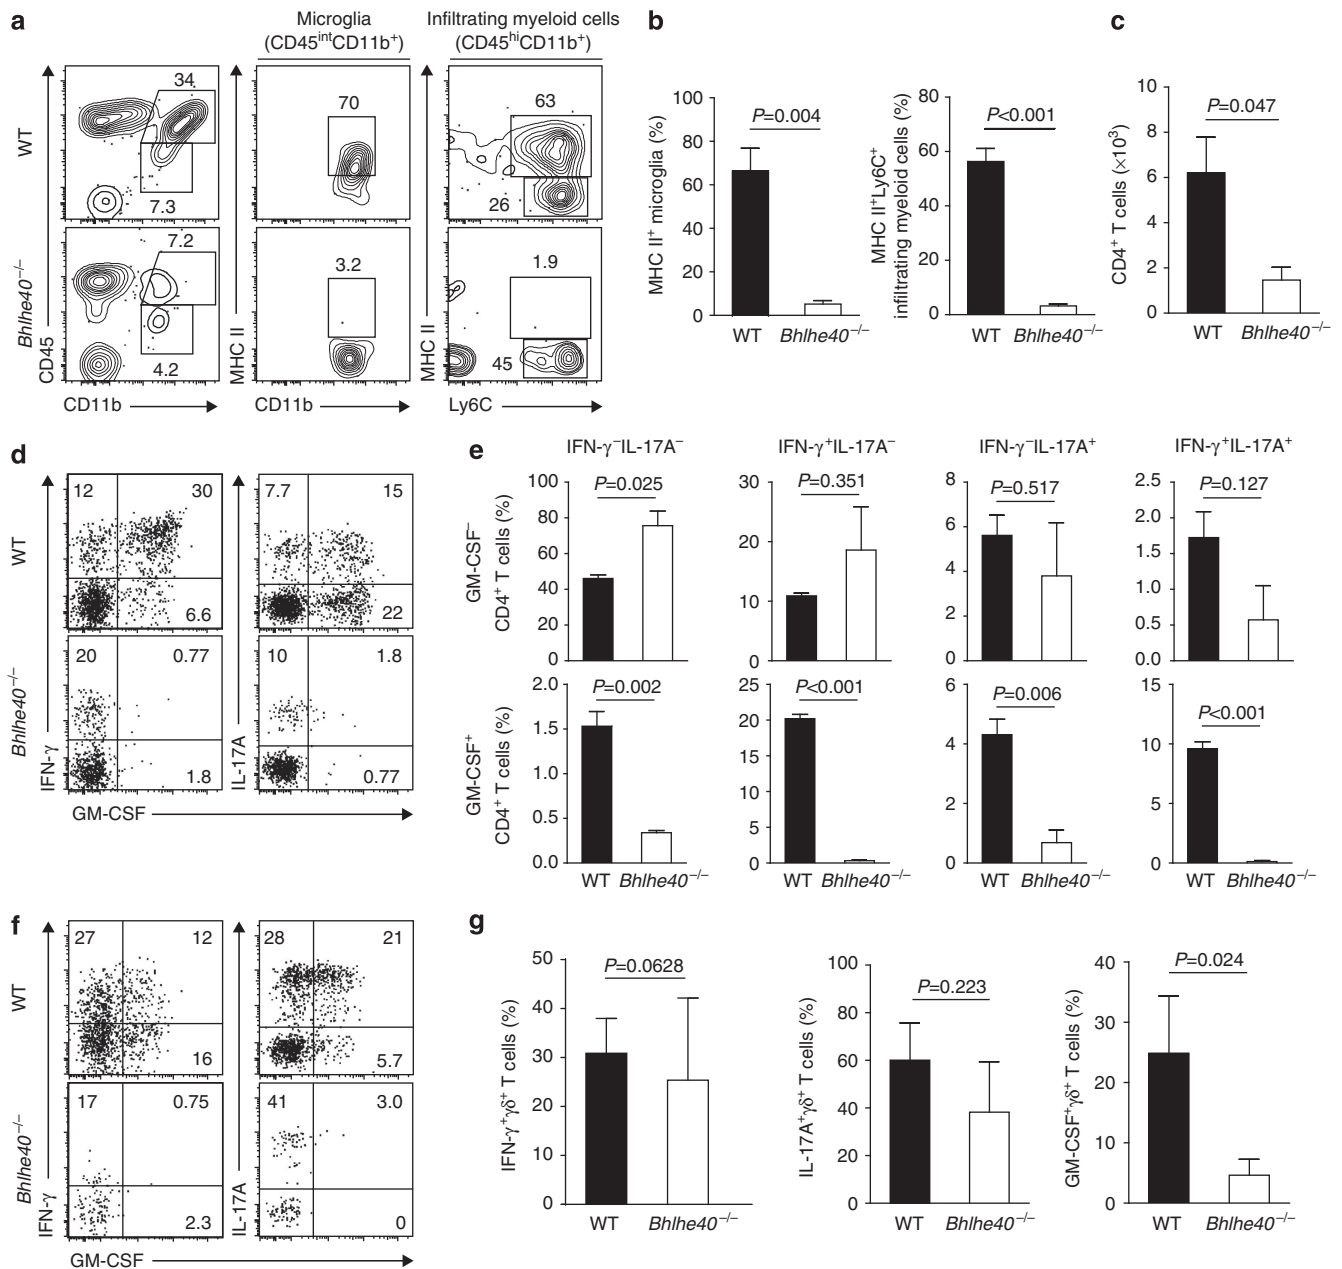 a
Microglia
(CD45intCD11b+)
Infiltrating myeloid cells
(CD45hiCD11b+)
WT
34
7.3
70
63
26
Bhlhe40−/−
7.2
4.2
3.2
1.9
45
CD45
MHC II
MHC II
CD11b
CD11b
Ly6C
b
MHC II+ microglia (%)
100
80
60
40
20
0
P=0.004
WT
Bhlhe40−/−
MHC II+Ly6C+
infiltrating myeloid cells (%)
80
60
40
20
0
P<0.001
WT
Bhlhe40−/−
c
CD4+ T cells (×103)
10
8
6
4
2
0
P=0.047
WT
Bhlhe40−/−
d
WT
12
30
6.6
7.7
15
22
Bhlhe40−/−
20
0.77
1.8
10
1.8
0.77
IFN-γ
IL-17A
GM-CSF
e
IFN-γ−IL-17A−
IFN-γ+IL-17A−
IFN-γ−IL-17A+
IFN-γ+IL-17A+
GM-CSF−
CD4+ T cells (%)
100
80
60
40
20
0
P=0.025
30
20
10
0
P=0.351
8
6
4
2
0
P=0.517
2.5
2.0
1.5
1.0
0.5
0.0
P=0.127
GM-CSF+
CD4+ T cells (%)
2.0
1.5
1.0
0.5
0.0
P=0.002
WT
Bhlhe40−/−
25
20
15
10
5
0
P<0.001
WT
Bhlhe40−/−
6
4
2
0
P=0.006
WT
Bhlhe40−/−
15
10
5
0
P<0.001
WT
Bhlhe40−/−
f
WT
27
12
16
28
21
5.7
Bhlhe40−/−
17
0.75
2.3
41
3.0
0
IFN-γ
IL-17A
GM-CSF
g
IFN-γ+γδ+ T cells (%)
50
40
30
20
10
0
P=0.0628
WT
Bhlhe40−/−
IL-17A+γδ+ T cells (%)
100
80
60
40
20
0
P=0.223
WT
Bhlhe40−/−
GM-CSF+γδ+ T cells (%)
40
30
20
10
0
P=0.024
WT
Bhlhe40−/−